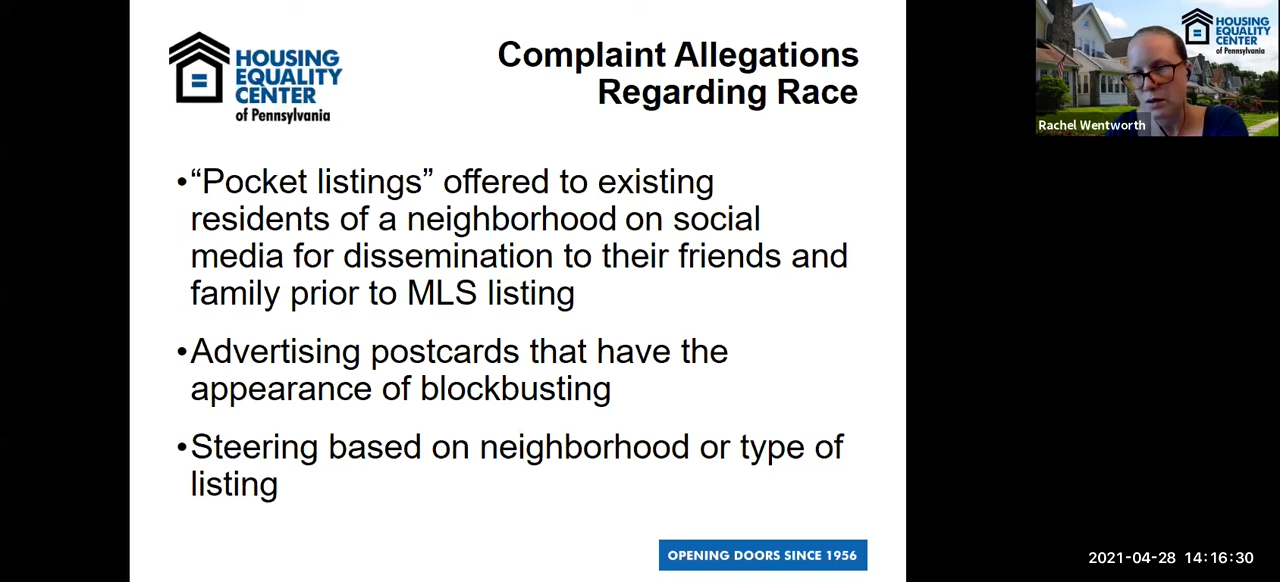 HOUSING
EQUALITY
CENTER
of Pennsylvania
Complaint Allegations
Regarding Race
•“Pocket listings” offered to existing
residents of a neighborhood on social
media for dissemination to their friends and
family prior to MLS listing
•Advertising postcards that have the
appearance of blockbusting
•Steering based on neighborhood or type of
listing
OPENING DOORS SINCE 1956
HOUSING
EQUALITY
CENTER
of Pennsylvania
Rachel Wentworth
2021-04-28 14:16:30